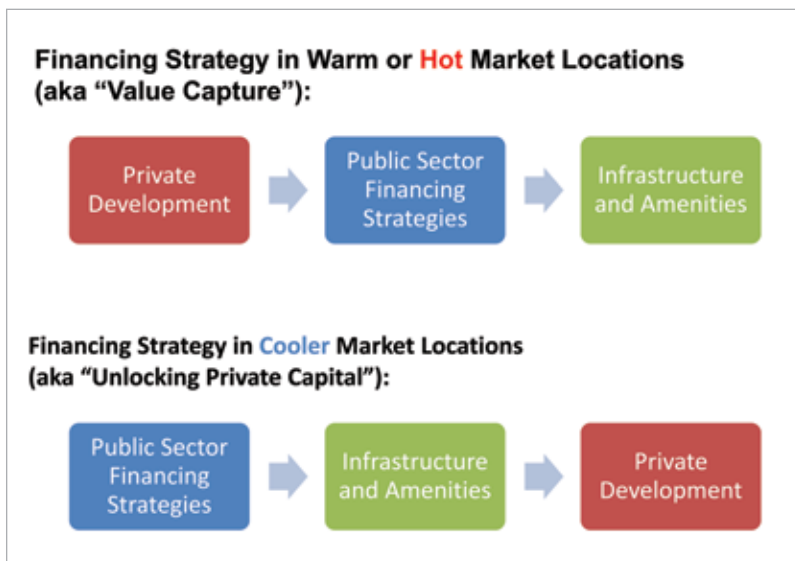 Financing Strategy in Warm or Hot Market Locations
(aka “Value Capture”):
Private
Development
Public Sector
Financing
Strategies
Infrastructure
and Amenities
Financing Strategy in Cooler Market Locations
(aka “Unlocking Private Capital”):
Public Sector
Financing
Strategies
Infrastructure
and Amenities
Private
Development